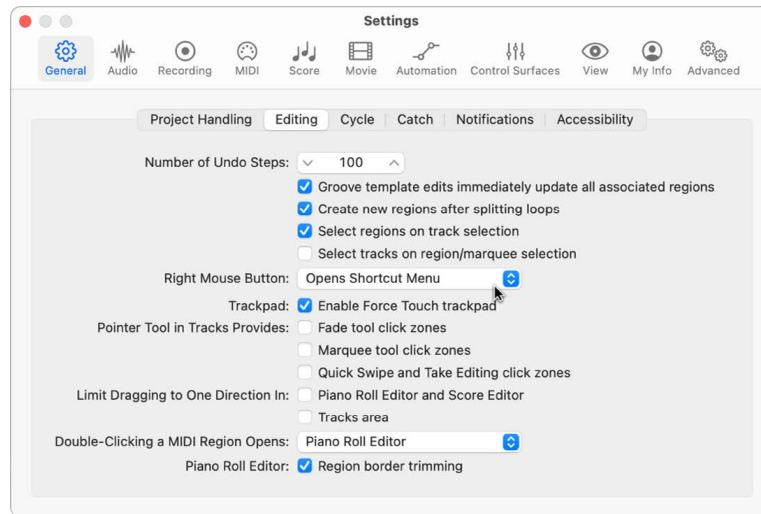 Settings
General Audio Recording MIDI Score Movie Automation Control Surfaces View My Info Advanced
Project Handling Editing Cycle Catch Notifications Accessibility
Number of Undo Steps: 100
Groove template edits immediately update all associated regions
Create new regions after splitting loops
Select regions on track selection
Select tracks on region/marquee selection
Right Mouse Button: Opens Shortcut Menu
Trackpad: Enable Force Touch trackpad
Pointer Tool in Tracks Provides: Fade tool click zones
Marquee tool click zones
Quick Swipe and Take Editing click zones
Limit Dragging to One Direction In: Piano Roll Editor and Score Editor
Tracks area
Double-Clicking a MIDI Region Opens: Piano Roll Editor
Piano Roll Editor: Region border trimming